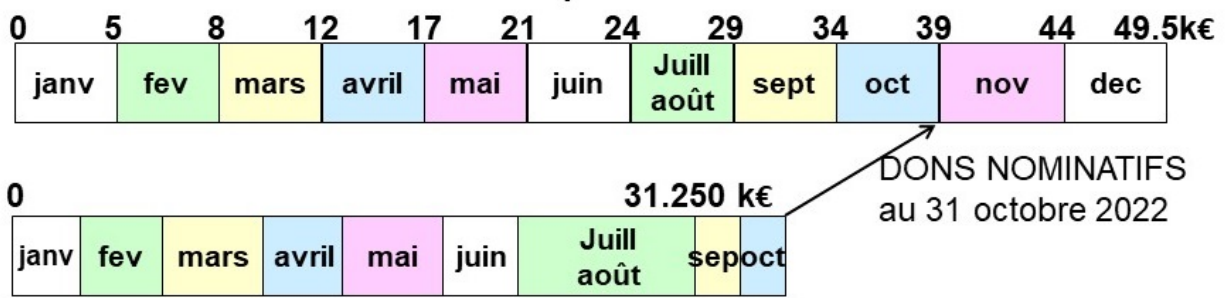 0 5 8 12 17 21 24 29 34 39 44 49.5k€
janv fev mars avril mai juin Juill août sept oct nov dec
DONS NOMINATIFS
au 31 octobre 2022
0 31.250 k€
janv fev mars avril mai juin Juill août sep oct